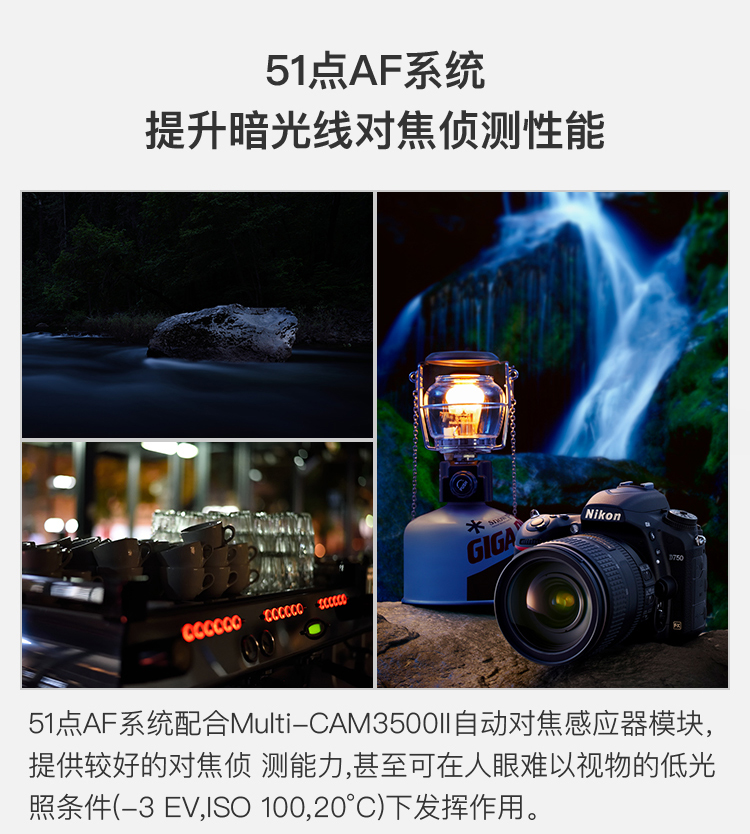 51点AF系统
提升暗光线对焦侦测性能
Nikon
D750
FX
GIGA
51点AF系统配合Multi-CAM3500II自动对焦感应器模块,
提供较好的对焦侦 测能力,甚至可在人眼难以视物的低光
照条件(-3 EV,ISO 100,20°C)下发挥作用。